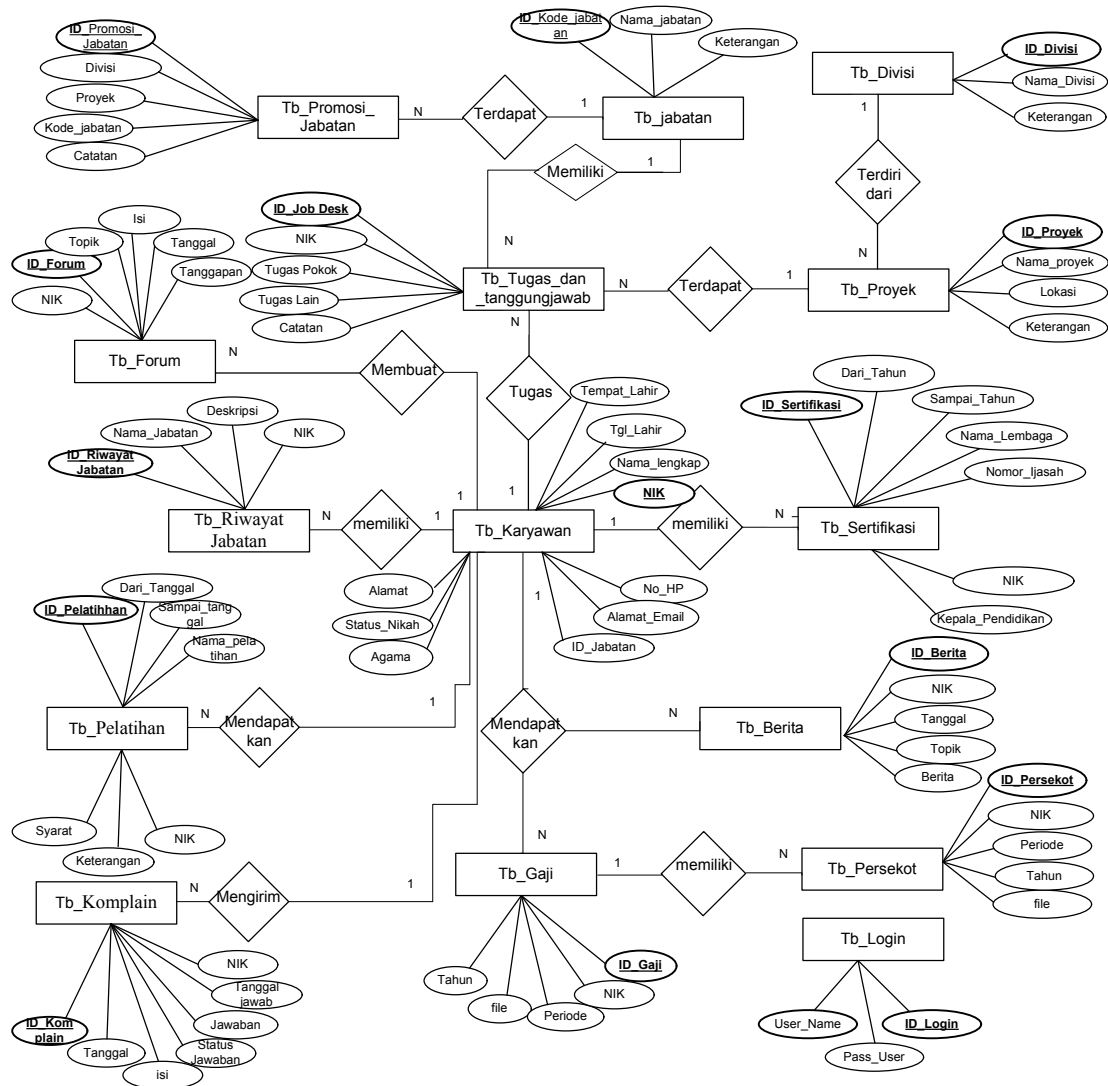 ID_Promosi_
Jabatan
Divisi
Proyek
Kode_jabatan
Catatan
Tb_Promosi_
Jabatan
N
Terdapat
1
ID_Kode_jabat
an
Nama_jabatan
Keterangan
Tb_jabatan
1
Memiliki
N
Tb_Divisi
ID_Divisi
Nama_Divisi
Keterangan
1
Terdiri
dari
N
ID_Proyek
Nama_proyek
Lokasi
Keterangan
Tb_Proyek
1
Terdapat
N
ID_Job Desk
NIK
Tugas Pokok
Tugas Lain
Catatan
Tb_Tugas_dan
_tanggungjawab
N
Tugas
1
Isi
Topik
Tanggal
ID_Forum
Tanggapan
NIK
Tb_Forum
N
Membuat
1
Deskripsi
Nama_Jabatan
NIK
ID_Riwayat
Jabatan
Tb_Riwayat
Jabatan
N
memiliki
1
Tempat_Lahir
Tgl_Lahir
Nama_lengkap
NIK
Tb_Karyawan
Alamat
Status_Nikah
Agama
No_HP
Alamat_Email
ID_Jabatan
1
memiliki
N
Dari_Tahun
ID_Sertifikasi
Sampai_Tahun
Nama_Lembaga
Nomor_Ijasah
Tb_Sertifikasi
NIK
Kepala_Pendidikan
Dari_Tanggal
ID_Pelatihhan
Sampai_tang
gal
Nama_pela
tihan
Tb_Pelatihan
N
Mendapat
kan
1
Syarat
Keterangan
NIK
1
Mendapat
kan
N
Tb_Berita
ID_Berita
NIK
Tanggal
Topik
Berita
N
Tb_Gaji
Tahun
file
Periode
NIK
ID_Gaji
1
memiliki
N
Tb_Persekot
ID_Persekot
NIK
Periode
Tahun
file
Tb_Komplain
N
Mengirim
1
NIK
Tanggal
jawab
Jawaban
Status
Jawaban
isi
Tanggal
ID_Kom
plain
Tb_Login
User_Name
Pass_User
ID_Login